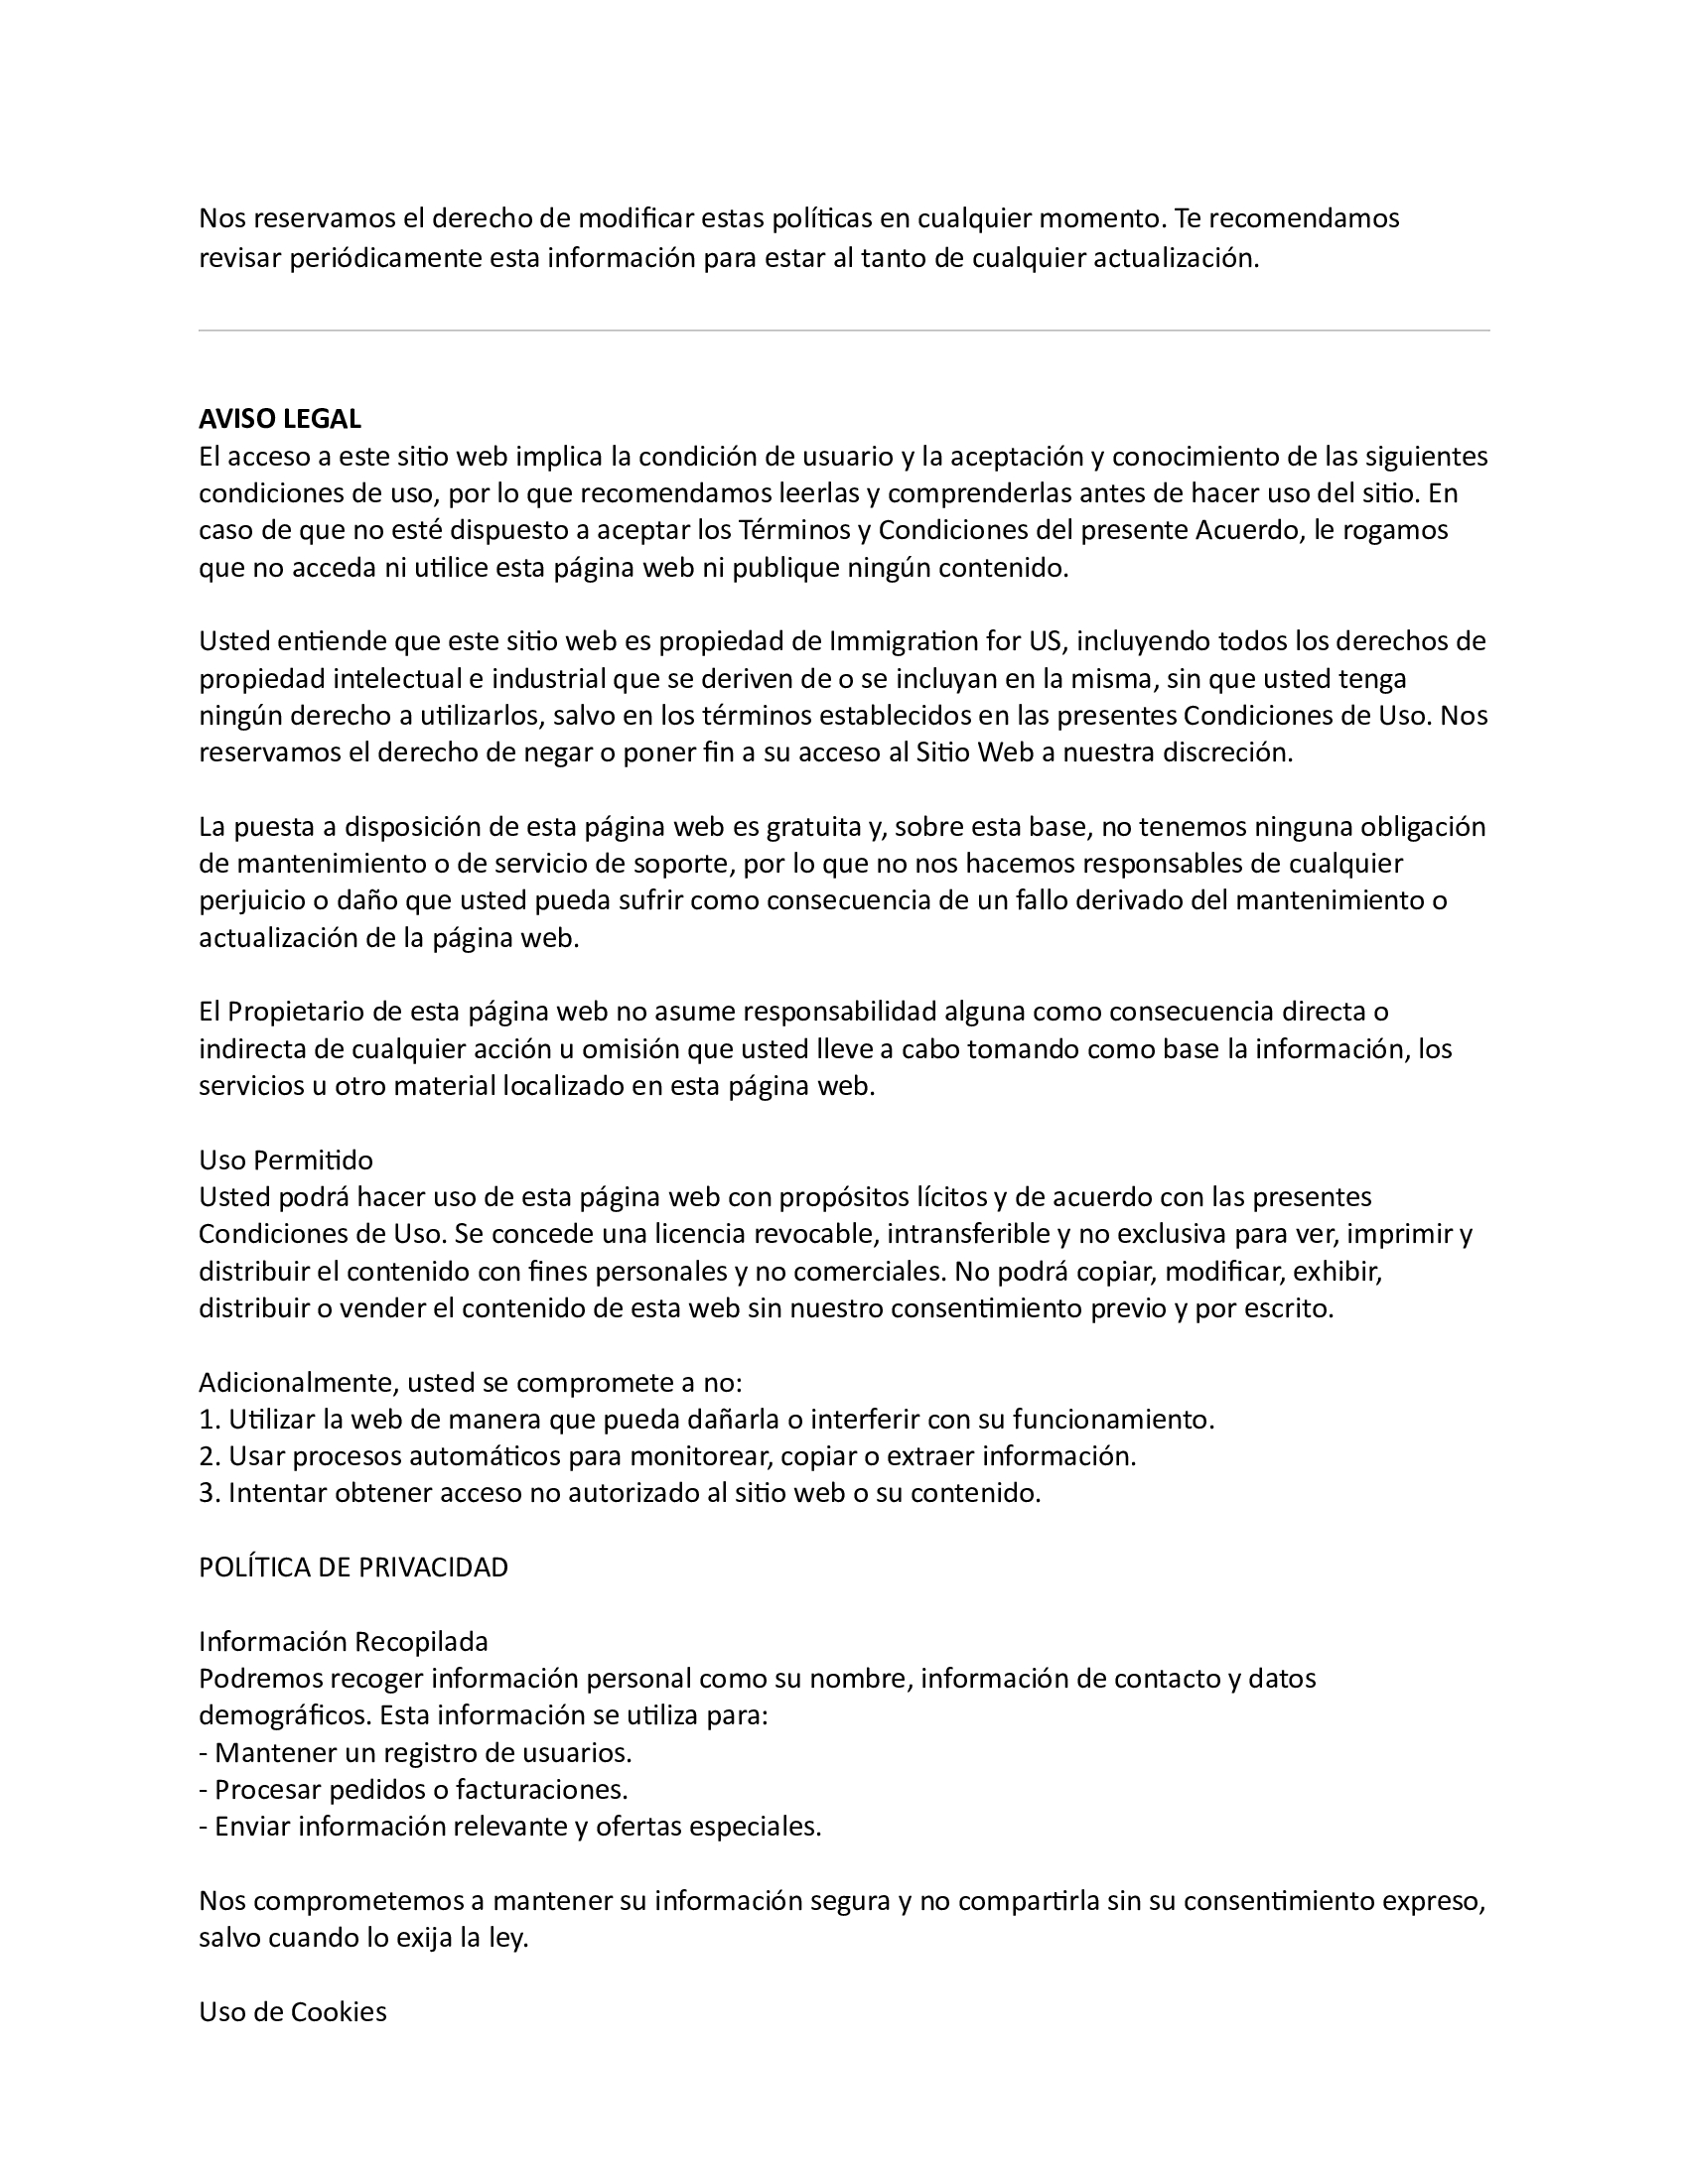 Nos reservamos el derecho de modificar estas políticas en cualquier momento. Te recomendamos
revisar periódicamente esta información para estar al tanto de cualquier actualización.
AVISO LEGAL
El acceso a este sitio web implica la condición de usuario y la aceptación y conocimiento de las siguientes
condiciones de uso, por lo que recomendamos leerlas y comprenderlas antes de hacer uso del sitio. En
caso de que no esté dispuesto a aceptar los Términos y Condiciones del presente Acuerdo, le rogamos
que no acceda ni utilice esta página web ni publique ningún contenido.
Usted entiende que este sitio web es propiedad de Immigration for US, incluyendo todos los derechos de
propiedad intelectual e industrial que se deriven de o se incluyan en la misma, sin que usted tenga
ningún derecho a utilizarlos, salvo en los términos establecidos en las presentes Condiciones de Uso. Nos
reservamos el derecho de negar o poner fin a su acceso al Sitio Web a nuestra discreción.
La puesta a disposición de esta página web es gratuita y, sobre esta base, no tenemos ninguna obligación
de mantenimiento o de servicio de soporte, por lo que no nos hacemos responsables de cualquier
perjuicio o daño que usted pueda sufrir como consecuencia de un fallo derivado del mantenimiento o
actualización de la página web.
El Propietario de esta página web no asume responsabilidad alguna como consecuencia directa o
indirecta de cualquier acción u omisión que usted lleve a cabo tomando como base la información, los
servicios u otro material localizado en esta página web.
Uso Permitido
Usted podrá hacer uso de esta página web con propósitos lícitos y de acuerdo con las presentes
Condiciones de Uso. Se concede una licencia revocable, intransferible y no exclusiva para ver, imprimir y
distribuir el contenido con fines personales y no comerciales. No podrá copiar, modificar, exhibir,
distribuir o vender el contenido de esta web sin nuestro consentimiento previo y por escrito.
Adicionalmente, usted se compromete a no:
1. Utilizar la web de manera que pueda dañarla o interferir con su funcionamiento.
2. Usar procesos automáticos para monitorear, copiar o extraer información.
3. Intentar obtener acceso no autorizado al sitio web o su contenido.
POLÍTICA DE PRIVACIDAD
Información Recopilada
Podremos recoger información personal como su nombre, información de contacto y datos
demográficos. Esta información se utiliza para:
- Mantener un registro de usuarios.
- Procesar pedidos o facturaciones.
- Enviar información relevante y ofertas especiales.
Nos comprometemos a mantener su información segura y no compartirla sin su consentimiento expreso,
salvo cuando lo exija la ley.
Uso de Cookies